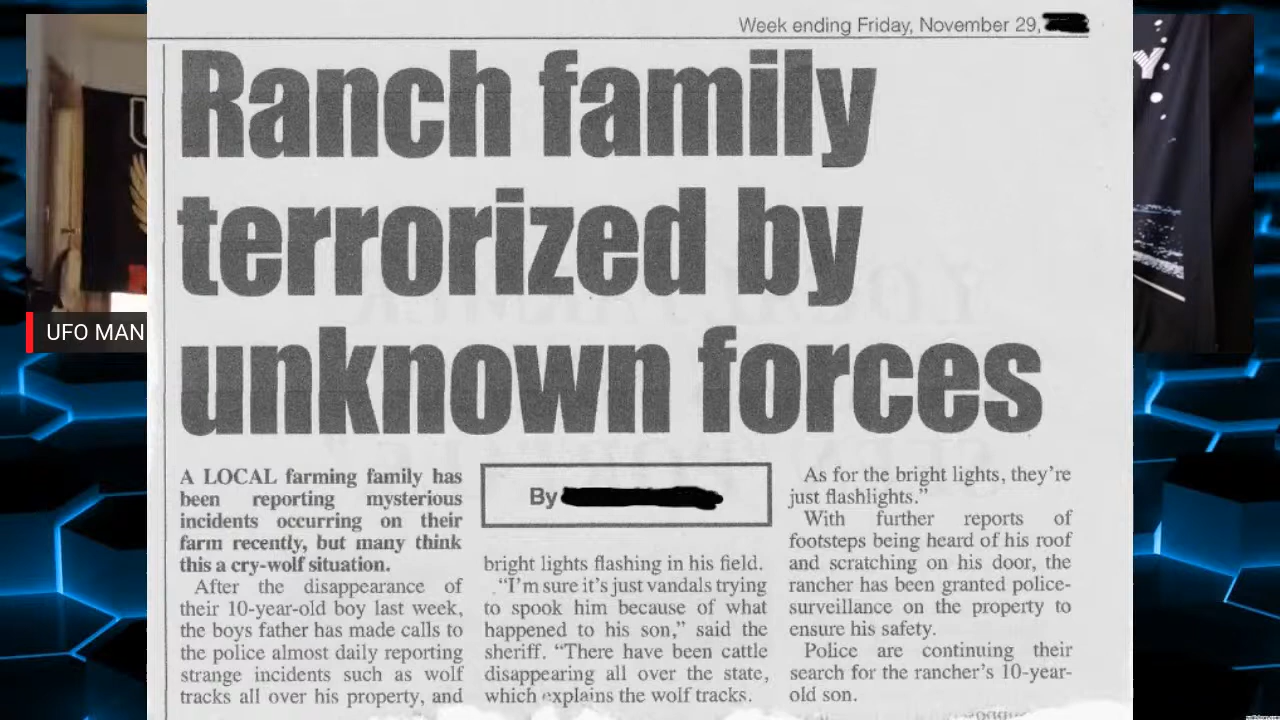 Week ending Friday, November 29,
Ranch family
terrorized by
unknown forces
UFO MAN
A LOCAL farming family has
been reporting mysterious
incidents occurring on their
farm recently, but many think
this a cry-wolf situation.
After the disappearance of
their 10-year-old boy last week,
the boys father has made calls to
the police almost daily reporting
strange incidents such as wolf
tracks all over his property, and
By
bright lights flashing in his field.
"I'm sure it's just vandals trying
to spook him because of what
happened to his son," said the
sheriff. "There have been cattle
disappearing all over the state,
which explains the wolf tracks.
As for the bright lights, they're
just flashlights."
With further reports of
footsteps being heard of his roof
and scratching on his door, the
rancher has been granted police-
surveillance on the property to
ensure his safety.
Police are continuing their
search for the rancher's 10-year-
old son.